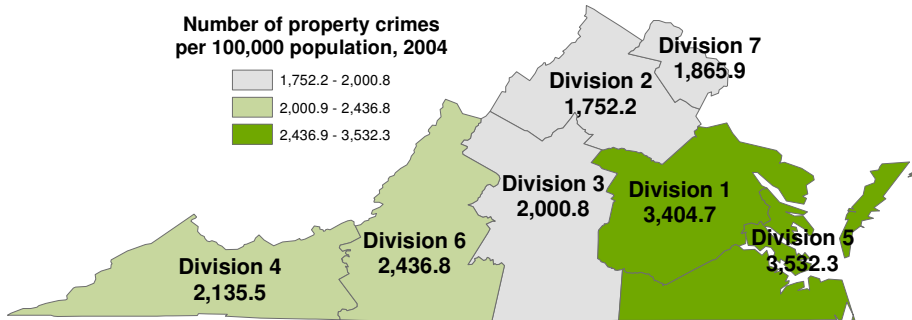 Number of property crimes
per 100,000 population, 2004
1,752.2 - 2,000.8
2,000.9 - 2,436.8
2,436.9 - 3,532.3
Division 7
1,865.9
Division 2
1,752.2
Division 3
2,000.8
Division 1
3,404.7
Division 5
3,532.3
Division 6
2,436.8
Division 4
2,135.5